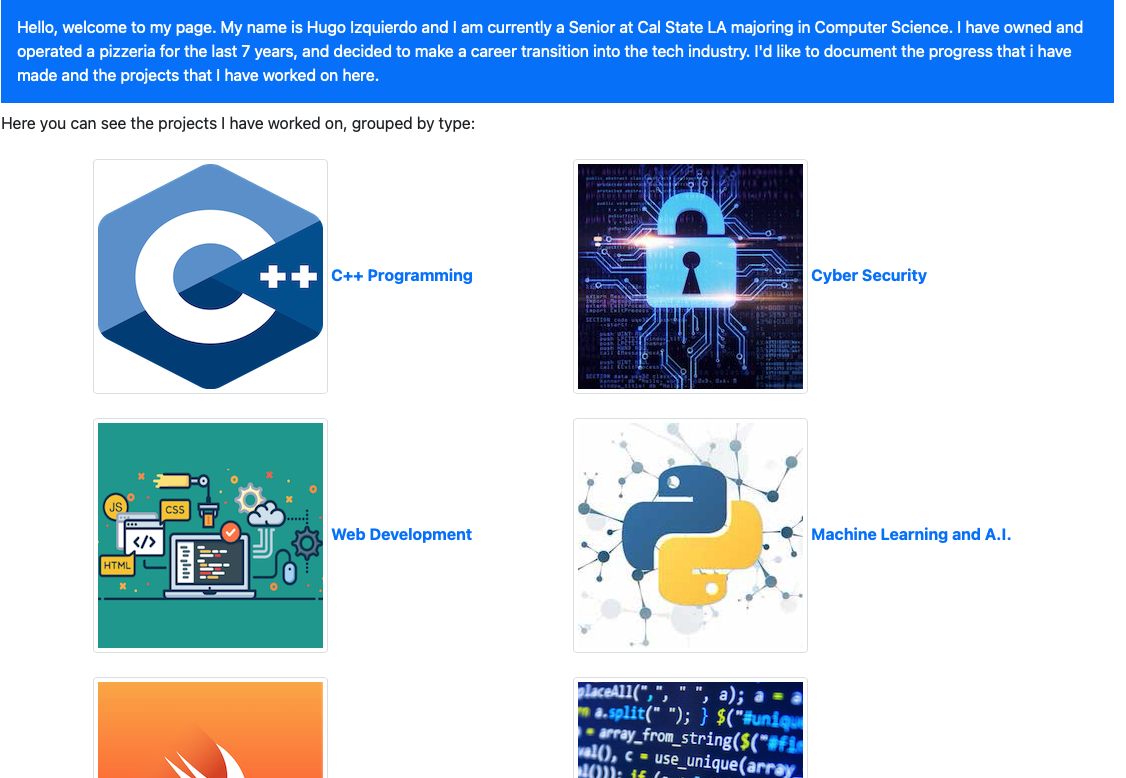 Hello, welcome to my page. My name is Hugo Izquierdo and I am currently a Senior at Cal State LA majoring in Computer Science. I have owned and
operated a pizzeria for the last 7 years, and decided to make a career transition into the tech industry. I'd like to document the progress that i have
made and the projects that I have worked on here.
Here you can see the projects I have worked on, grouped by type:
C++
C++ Programming
Cyber Security
JS
CSS
</>
HTML
Web Development
Machine Learning and A.I.
placeAll(",", " ", a); a = a
a.split(" "); } $("#uniqu
= array_from_string($("#fi
val(), c = use_unique(array